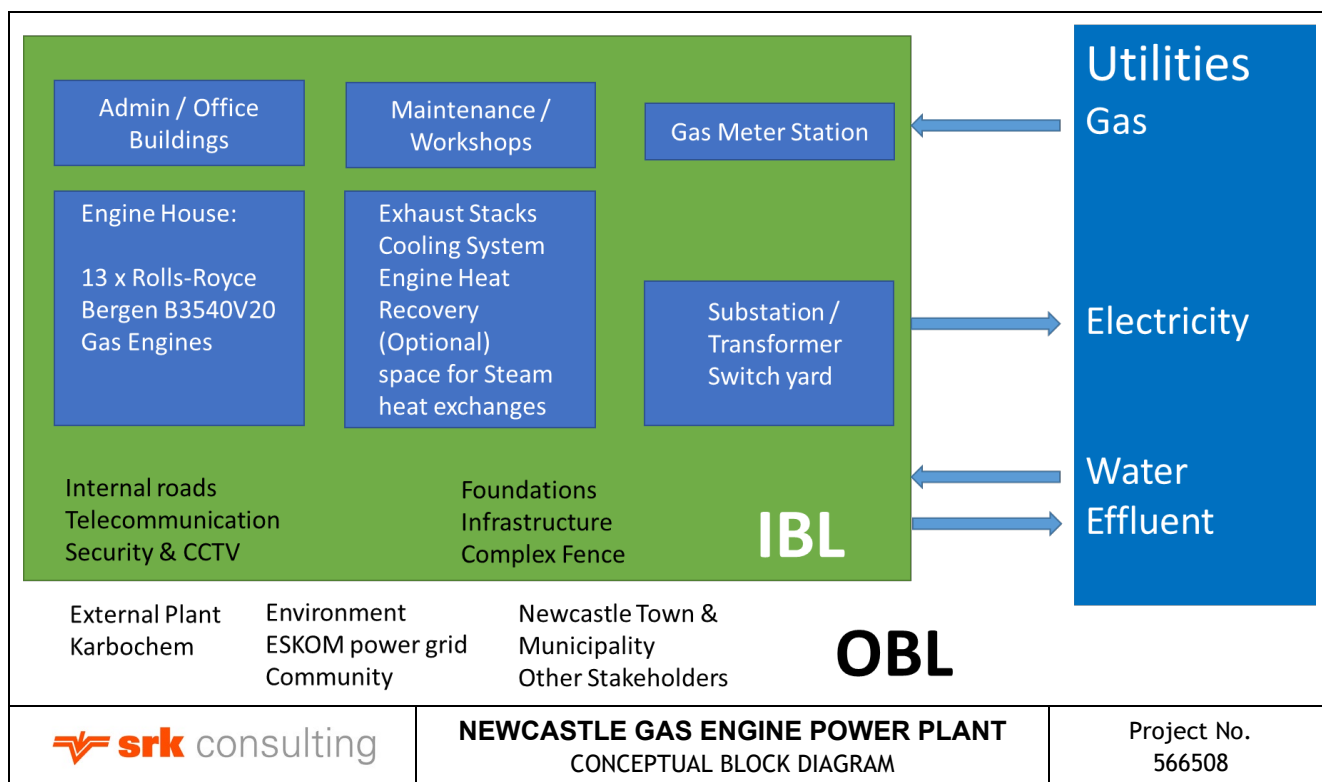 Admin / Office
Buildings
Maintenance /
Workshops
Gas Meter Station
Engine House:
13 x Rolls-Royce
Bergen B3540V20
Gas Engines
Exhaust Stacks
Cooling System
Engine Heat
Recovery
(Optional)
space for Steam
heat exchanges
Substation /
Transformer
Switch yard
Internal roads
Telecommunication
Security & CCTV
Foundations
Infrastructure
Complex Fence
IBL
Utilities
Gas
Electricity
Water
Effluent
External Plant
Karbochem
Environment
ESKOM power grid
Community
Newcastle Town &
Municipality
Other Stakeholders
OBL
srk consulting
NEWCASTLE GAS ENGINE POWER PLANT
CONCEPTUAL BLOCK DIAGRAM
Project No.
566508